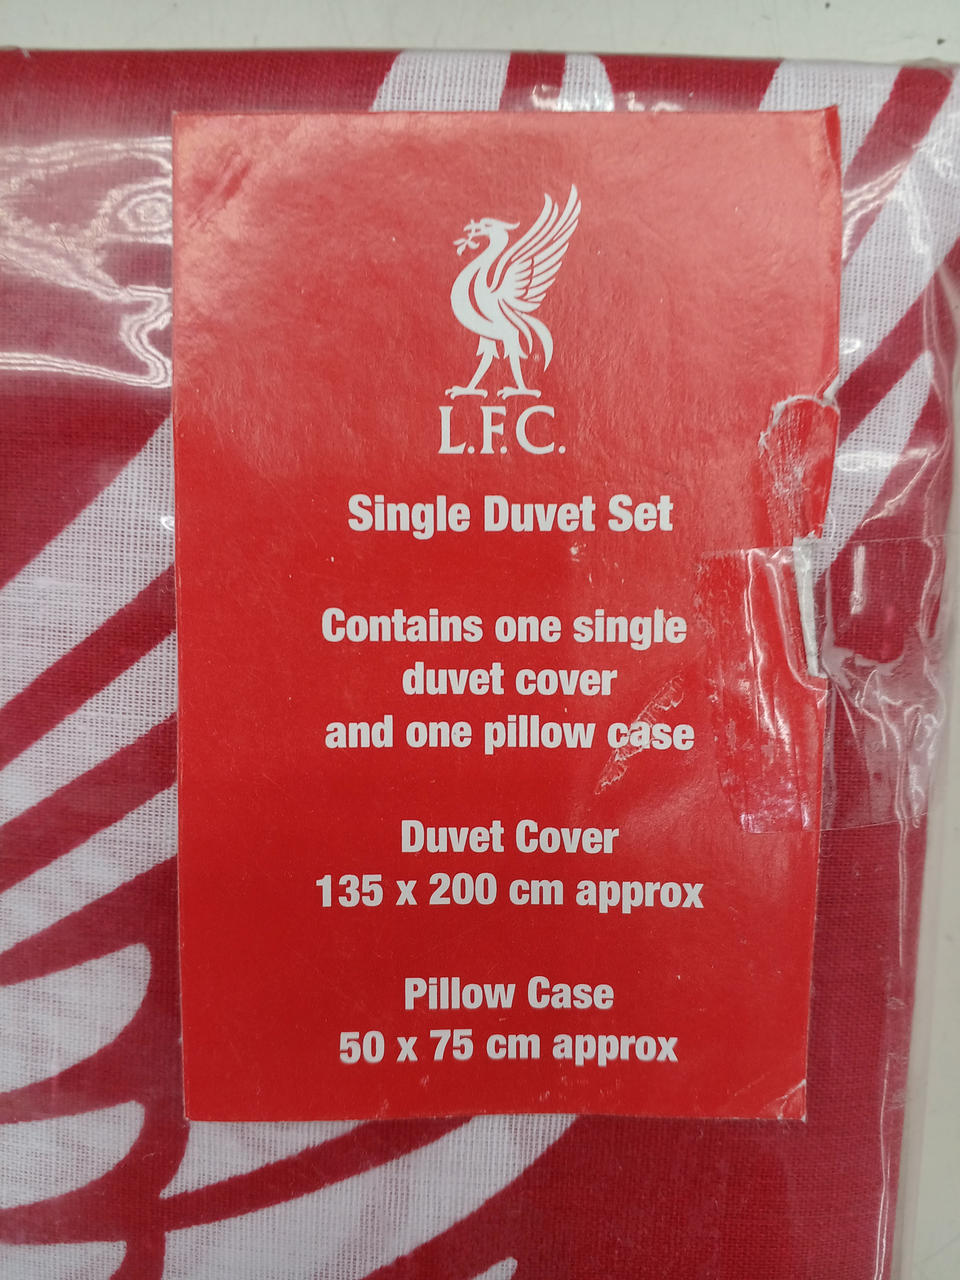 L.F.C.
Single Duvet Set
Contains one single
duvet cover
and one pillow case
Duvet Cover
135 x 200 cm approx
Pillow Case
50 x 75 cm approx